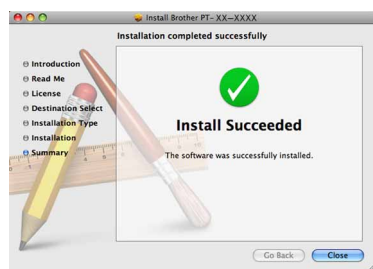 Install Brother PT- XX—XXXX
Installation completed successfully
Introduction
Read Me
License
Destination Select
Installation Type
Installation
Summary
Install Succeeded
The software was successfully installed.
Go Back
Close